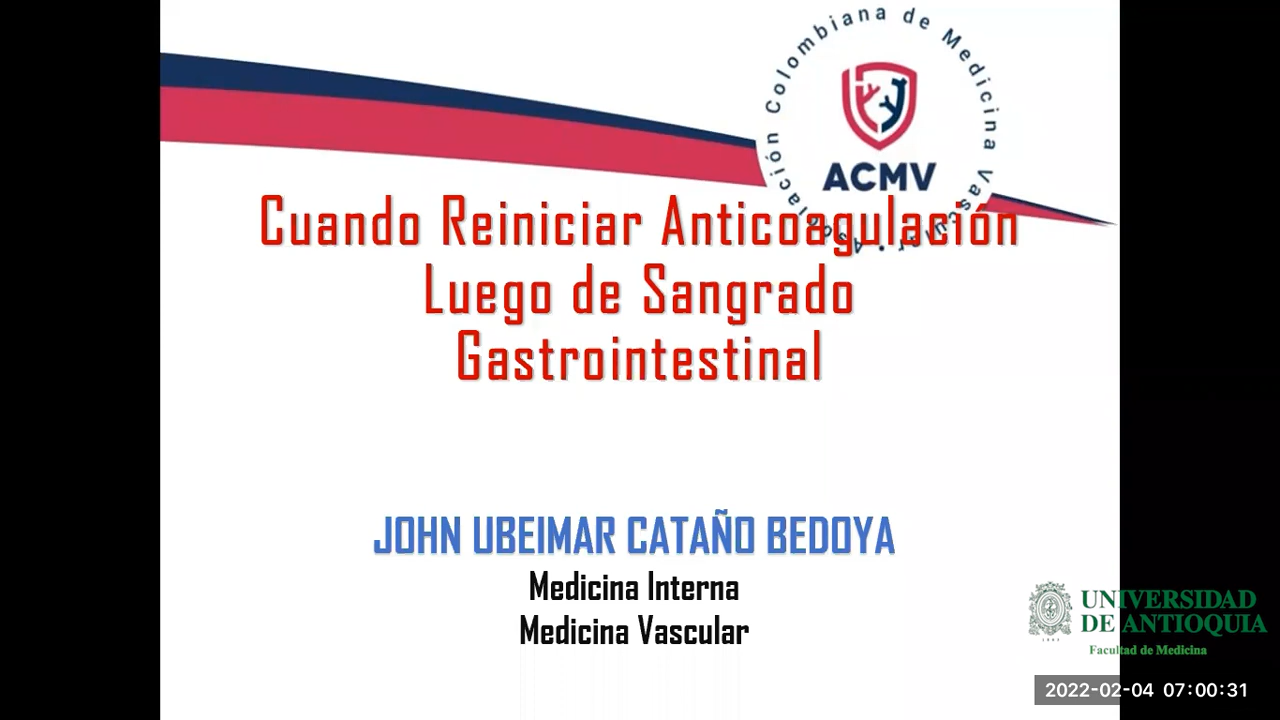 Asociación Colombiana de Medicina Vascular •
ACMV
Cuando Reiniciar Anticoagulación
Luego de Sangrado
Gastrointestinal
JOHN UBEIMAR CATAÑO BEDOYA
Medicina Interna
Medicina Vascular
UNIVERSIDAD
DE ANTIOQUIA
Facultad de Medicina
2022-02-04 07:00:31